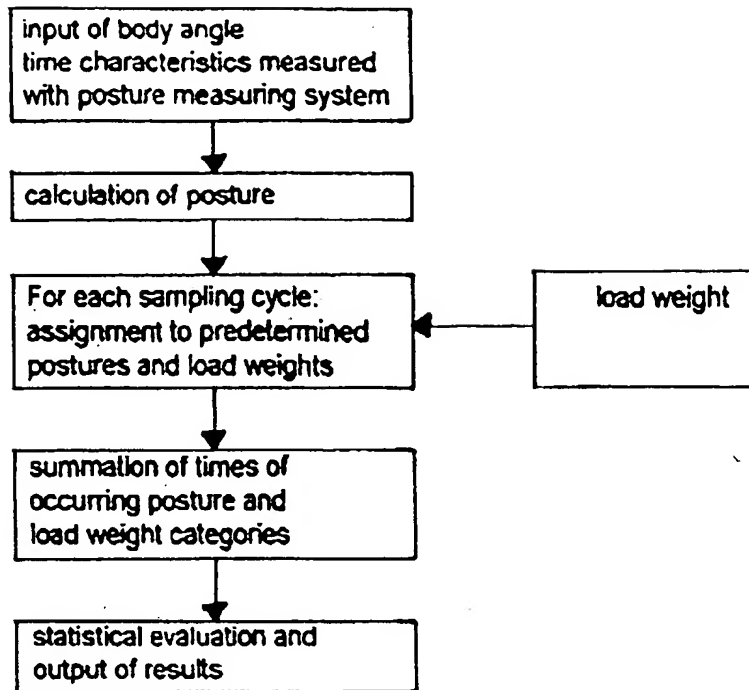 input of body angle
time characteristics measured
with posture measuring system
calculation of posture
For each sampling cycle:
assignment to predetermined
postures and load weights
load weight
summation of times of
occurring posture and
load weight categories
statistical evaluation and
output of results